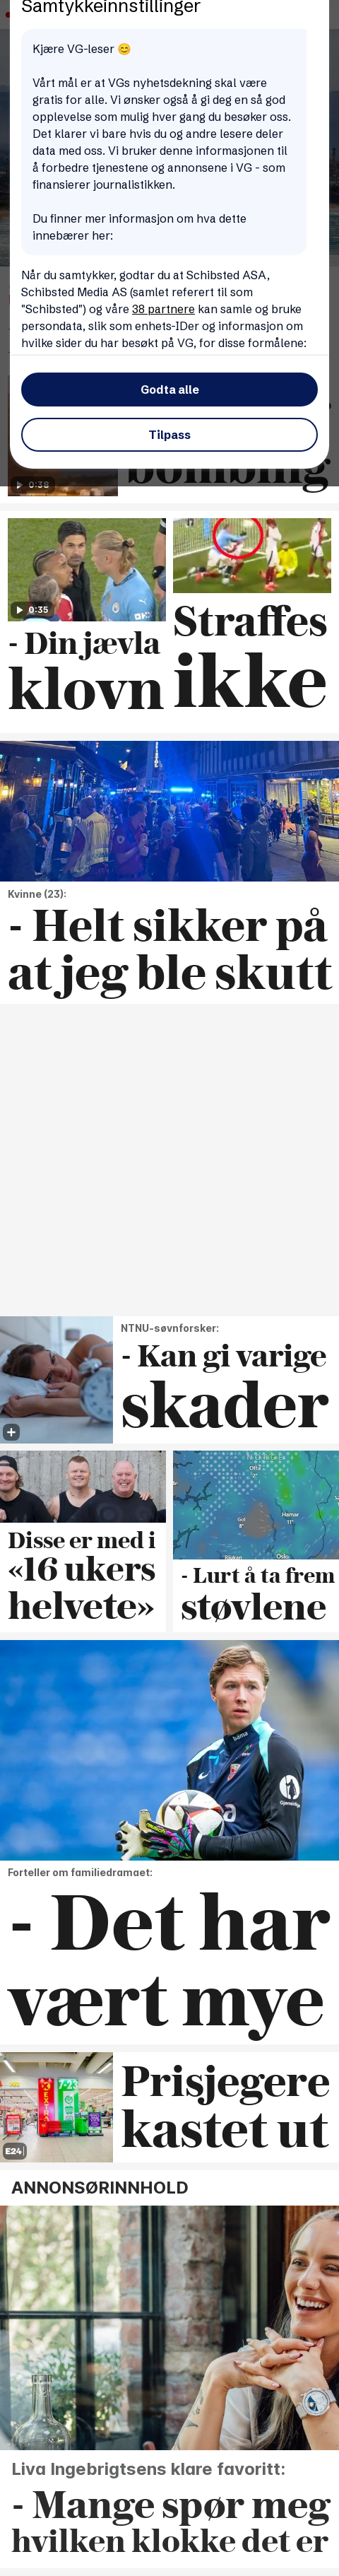 Samtykkeinnstillinger
Kjære VG-leser 😊
Vårt mål er at VGs nyhetsdekning skal være
gratis for alle. Vi ønsker også å gi deg en så god
opplevelse som mulig hver gang du besøker oss.
Det klarer vi bare hvis du og andre lesere deler
data med oss. Vi bruker denne informasjonen til
å forbedre tjenestene og annonsene i VG - som
finansierer journalistikken.
Du finner mer informasjon om hva dette
innebærer her:
Når du samtykker, godtar du at Schibsted ASA,
Schibsted Media AS (samlet referert til som
"Schibsted") og våre 38 partnere kan samle og bruke
persondata, slik som enhets-IDer og informasjon om
hvilke sider du har besøkt på VG, for disse formålene:
Godta alle
Tilpass
bombing
0:38
0:35
- Din jævla
klovn
Straffes
ikke
Kvinne (23):
- Helt sikker på
at jeg ble skutt
NTNU-søvnforsker:
- Kan gi varige
skader
Disse er med i
«16 ukers
helvete»
Hamar
11°
Gol
8°
Oslo
- Lurt å ta frem
støvlene
hama
Forteller om familiedramaet:
- Det har
vært mye
EXTRA
E24
Prisjegere
kastet ut
ANNONSØRINNHOLD
Liva Ingebrigtsens klare favoritt:
- Mange spør meg
hvilken klokke det er